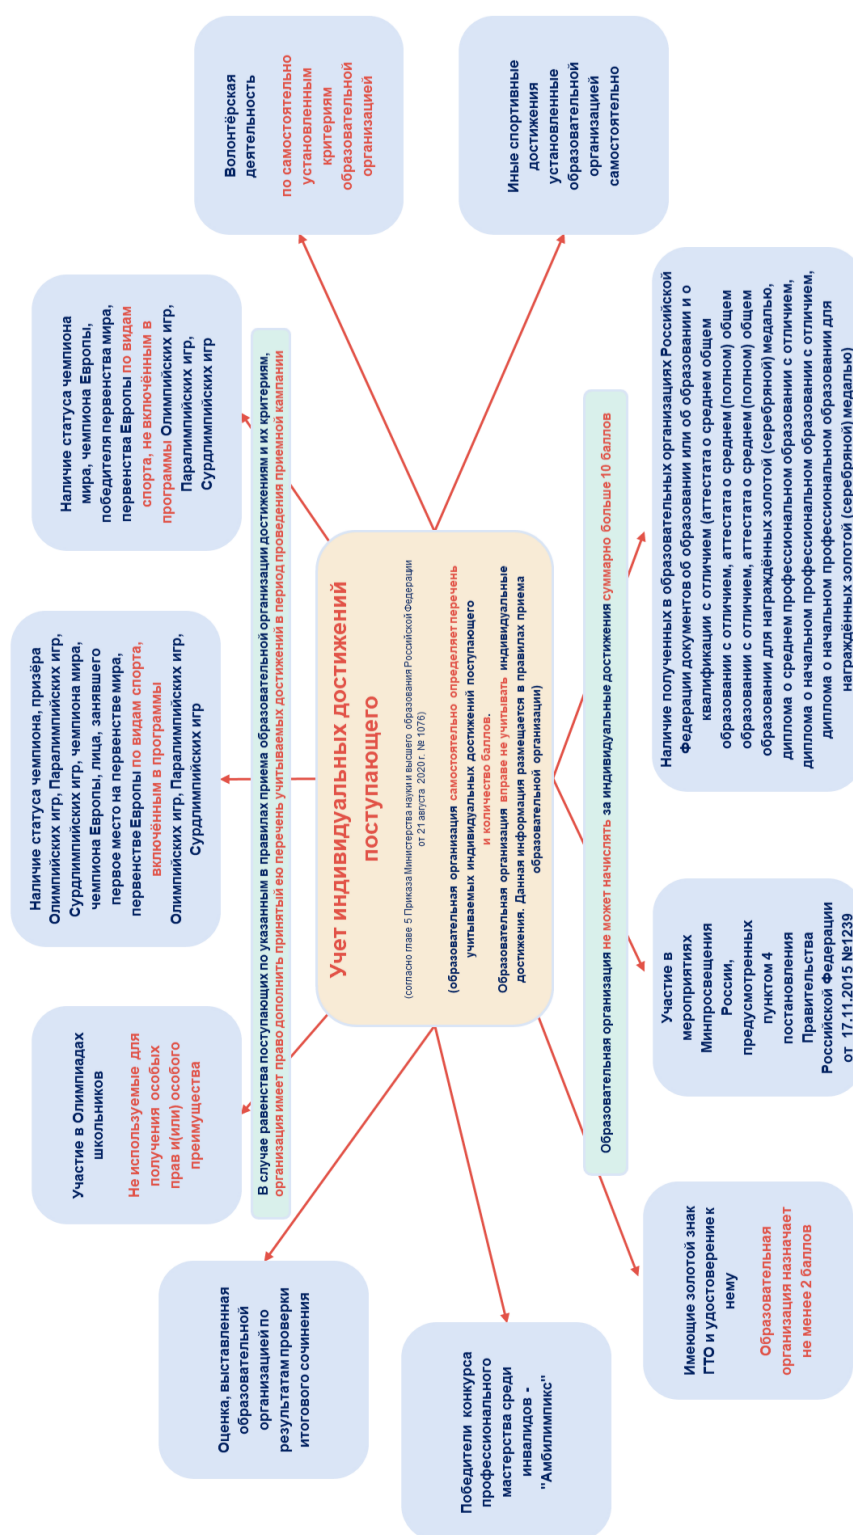 Учет индивидуальных достижений
поступающего
(согласно главе 5 Приказа Министерства науки и высшего образования Российской Федерации
от 21 августа 2020 г. № 1076)
(образовательная организация самостоятельно определяет перечень
учитываемых индивидуальных достижений поступающего
и количество баллов.
Образовательная организация вправе не учитывать индивидуальные
достижения. Данная информация размещается в правилах приема
образовательной организации)
В случае равенства поступающих по указанным в правилах приема образовательной организации достижениям и их критериям,
организация имеет право дополнить принятый ею перечень учитываемых достижений в период проведения приемной кампании
Образовательная организация не может начислять за индивидуальные достижения суммарно больше 10 баллов
Оценка, выставленная
образовательной
организацией по
результатам проверки
итогового сочинения
Участие в Олимпиадах
школьников
Не используемые для
получения особых
прав и(или) особого
преимущества
Наличие статуса чемпиона, призёра
Олимпийских игр, Паралимпийских игр,
Сурдлимпийских игр, чемпиона мира,
чемпиона Европы, лица, занявшего
первое место на первенстве мира,
первенстве Европы по видам спорта,
включённым в программы
Олимпийских игр, Паралимпийских игр,
Сурдлимпийских игр
Наличие статуса чемпиона
мира, чемпиона Европы,
победителя первенства мира,
первенства Европы по видам
спорта, не включённым в
программы Олимпийских игр,
Паралимпийских игр,
Сурдлимпийских игр
Волонтёрская
деятельность
по самостоятельно
установленным
критериям
образовательной
организацией
Иные спортивные
достижения
установленные
образовательной
организацией
самостоятельно
Победители конкурса
профессионального
мастерства среди
инвалидов -
"Амбилимпикс"
Имеющие золотой знак
ГТО и удостоверение к
нему
Образовательная
организация назначает
не менее 2 баллов
Участие в
мероприятиях
Минпросвещения
России,
предусмотренных
пунктом 4
постановления
Правительства
Российской Федерации
от 17.11.2015 №1239
Наличие полученных в образовательных организациях Российской
Федерации документов об образовании или об образовании и о
квалификации с отличием (аттестата о среднем общем
образовании с отличием, аттестата о среднем (полном) общем
образовании с отличием, аттестата о среднем (полном) общем
образовании для награждённых золотой (серебряной) медалью,
диплома о среднем профессиональном образовании с отличием,
диплома о начальном профессиональном образовании с отличием,
диплома о начальном профессиональном образовании для
награждённых золотой (серебряной) медалью)